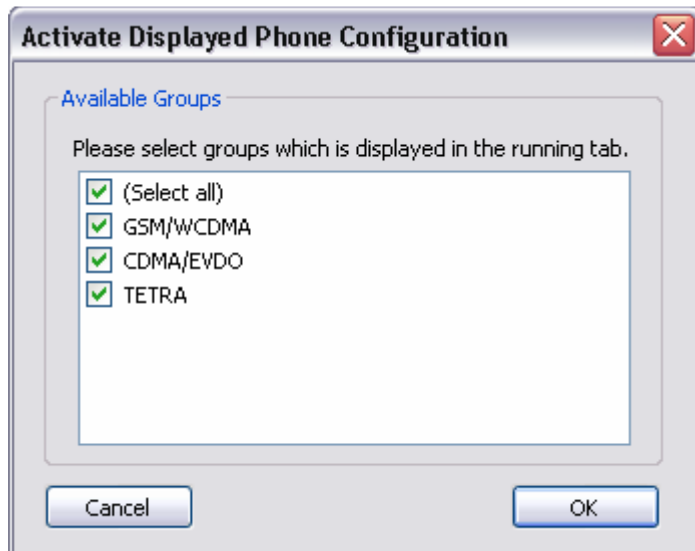 Activate Displayed Phone Configuration
Available Groups
Please select groups which is displayed in the running tab.
(Select all)
GSM/WCDMA
CDMA/EVDO
TETRA
Cancel
OK